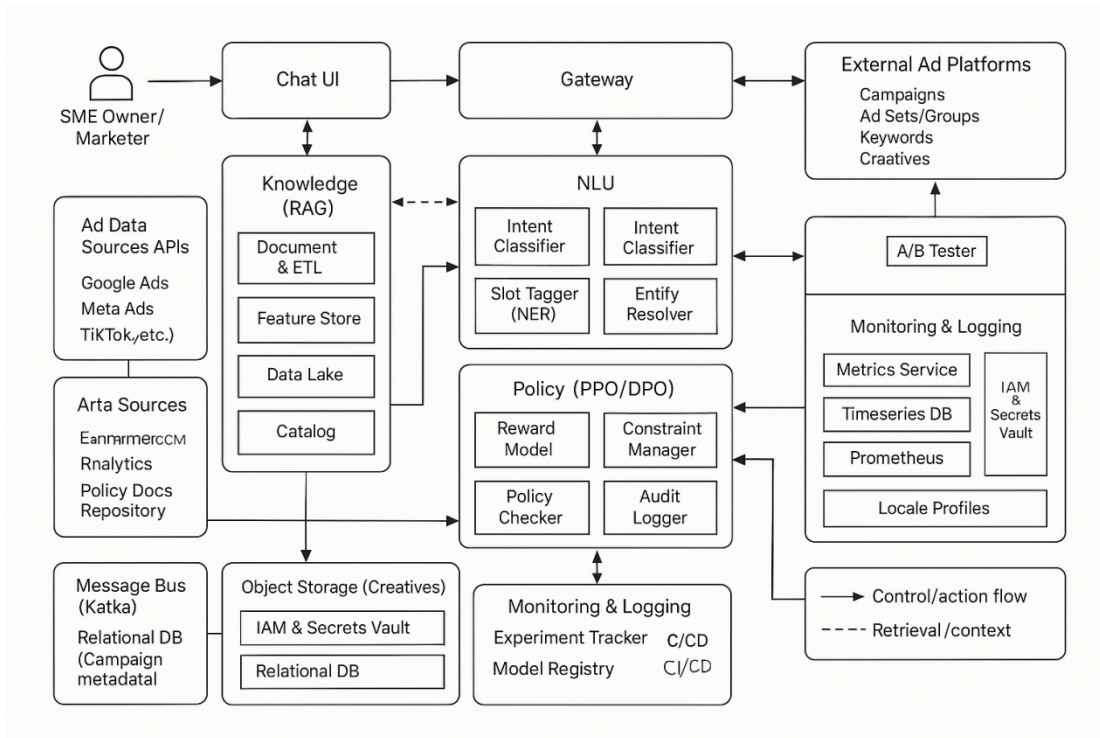 SME Owner/
Marketer
Chat UI
Gateway
External Ad Platforms
Campaigns
Ad Sets/Groups
Keywords
Craatives
Knowledge
(RAG)
Document
& ETL
Feature Store
Data Lake
Catalog
NLU
Intent
Classifier
Intent
Classifier
Slot Tagger
(NER)
Entify
Resolver
A/B Tester
Monitoring & Logging
Metrics Service
Timeseries DB
Prometheus
IAM
&
Secrets
Vault
Locale Profiles
Ad Data
Sources APIs
Google Ads
Meta Ads
TiKTok,⁄etc.)
Arta Sources
Rnalytics
Policy Docs
Repository
Policy (PPO/DPO)
Reward
Model
Constraint
Manager
Policy
Checker
Audit
Logger
Message Bus
(Katka)
Relational DB
(Campaign
metadatal
Object Storage (Creatives)
IAM & Secrets Vault
Relational DB
Monitoring & Logging
Experiment Tracker C/CD
Model Registry CI/CD
Control/action flow
Retrieval/context